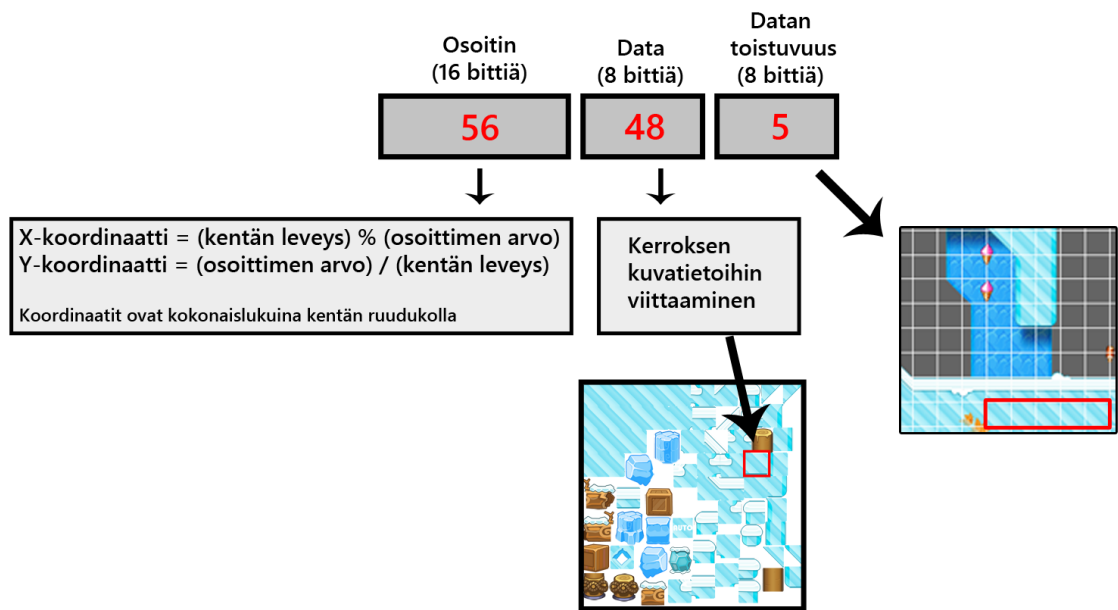 Osoitin
(16 bittiä)
Data
(8 bittiä)
Datan
toistuvuus
(8 bittiä)
56
48
5
X-koordinaatti = (kentän leveys) % (osoittimen arvo)
Y-koordinaatti = (osoittimen arvo) / (kentän leveys)
Koordinaatit ovat kokonaislukuina kentän ruudukolla
Kerroksen
kuvatietoihin
viittaaminen
AUTO